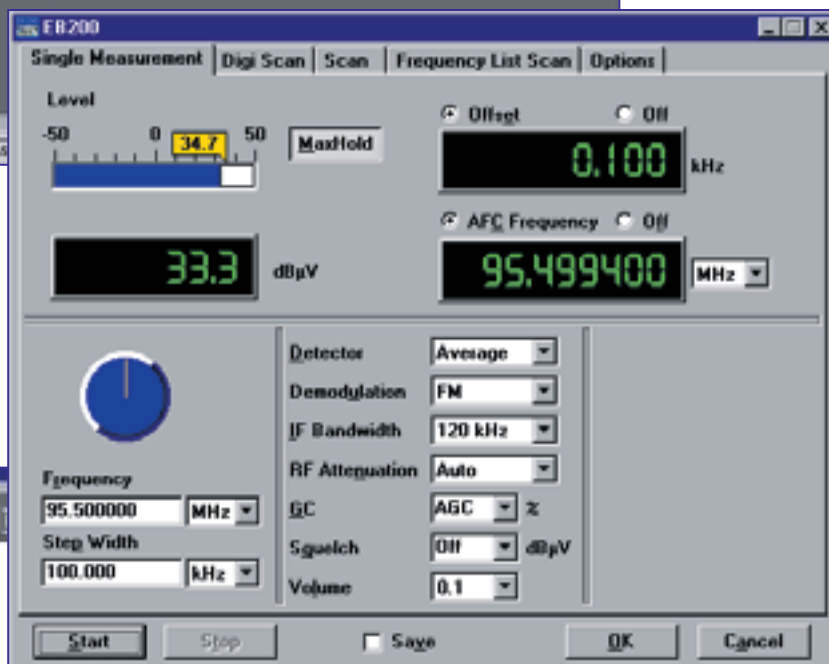 EB200
Single Measurement Digi Scan Scan Frequency List Scan Options
Level
-50 0 34.7 50
MaxHold
Offset Off
0.100 kHz
AFC Frequency Off
33.3 dBµV
95.499400 MHz
Frequency
95.500000 MHz
Step Width
100.000 kHz
Detector Average
Demodulation FM
IF Bandwidth 120 kHz
RF Attenuation Auto
GC AGC %
Squelch Off dBµV
Volume 0.1
Start Stop Save OK Cancel